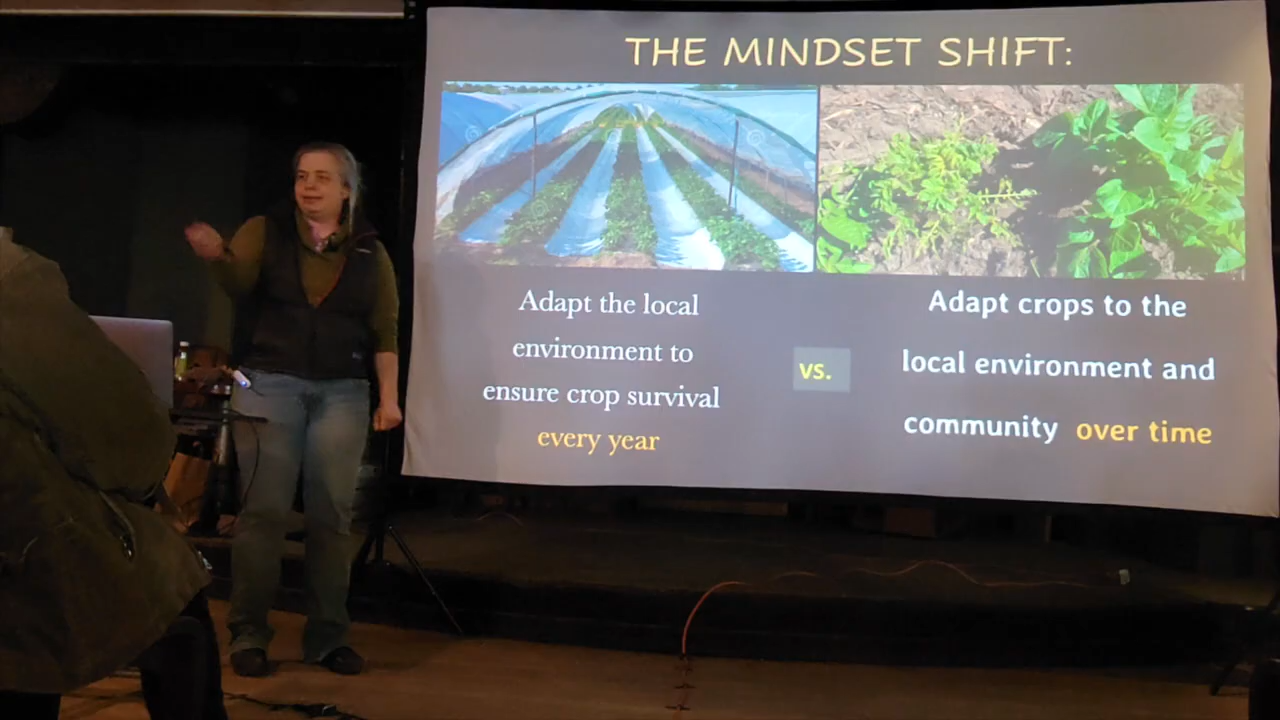 THE MINDSET SHIFT:
Adapt the local
environment to
ensure crop survival
every year
vs.
Adapt crops to the
local environment and
community over time